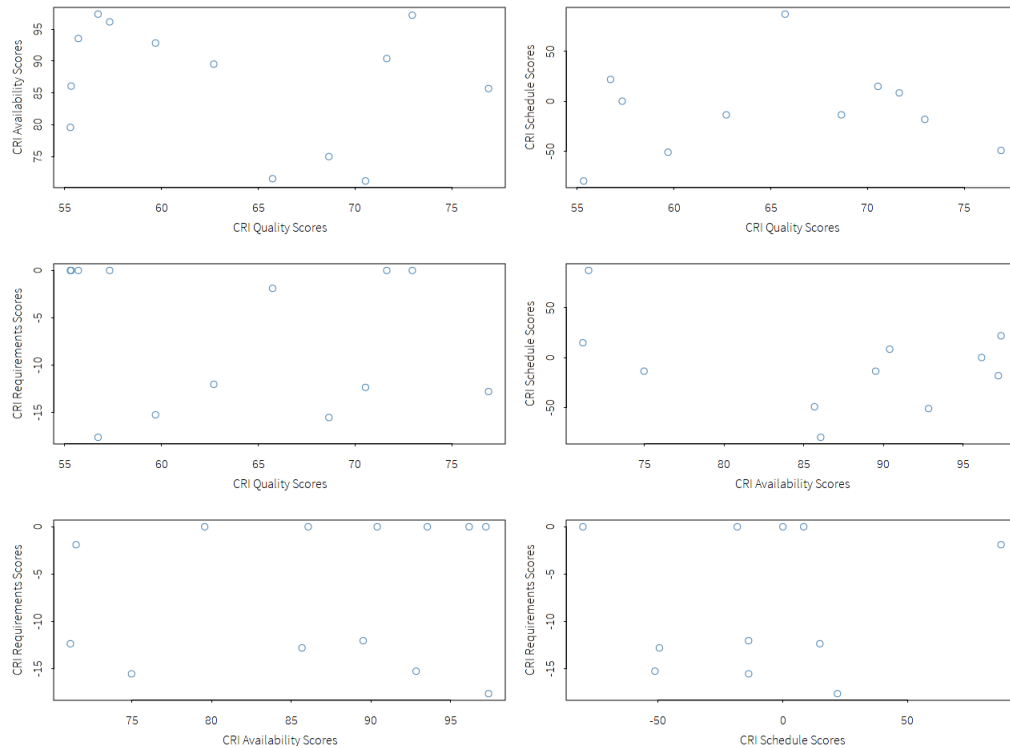 CRI Availability Scores
95
90
85
80
75
55 60 65 70 75
CRI Quality Scores
CRI Schedule Scores
50
0
-50
55 60 65 70 75
CRI Quality Scores
CRI Requirements Scores
0
-5
-10
-15
55 60 65 70 75
CRI Quality Scores
CRI Schedule Scores
50
0
-50
75 80 85 90 95
CRI Availability Scores
CRI Requirements Scores
0
-5
-10
-15
75 80 85 90 95
CRI Availability Scores
CRI Requirements Scores
0
-5
-10
-15
-50 0 50
CRI Schedule Scores